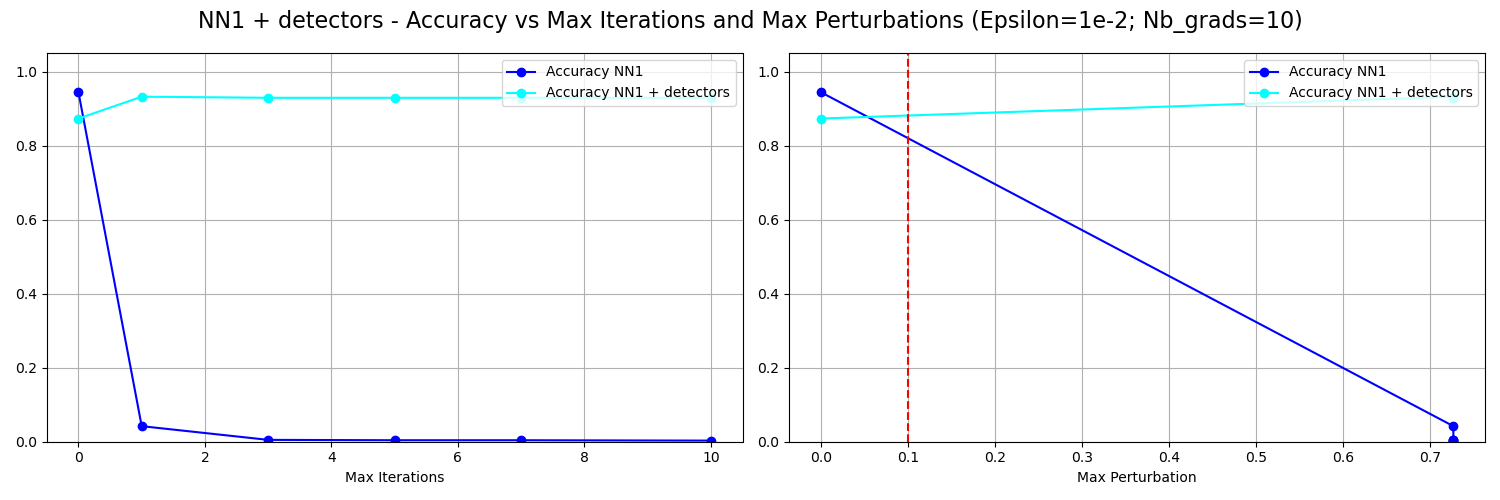 NN1 + detectors - Accuracy vs Max Iterations and Max Perturbations (Epsilon=1e-2; Nb_grads=10)
1.0
0.8
0.6
0.4
0.2
0.0
0 2 4 6 8 10
Max Iterations
Accuracy NN1
Accuracy NN1 + detectors
1.0
0.8
0.6
0.4
0.2
0.0
0.0 0.1 0.2 0.3 0.4 0.5 0.6 0.7
Max Perturbation
Accuracy NN1
Accuracy NN1 + detectors